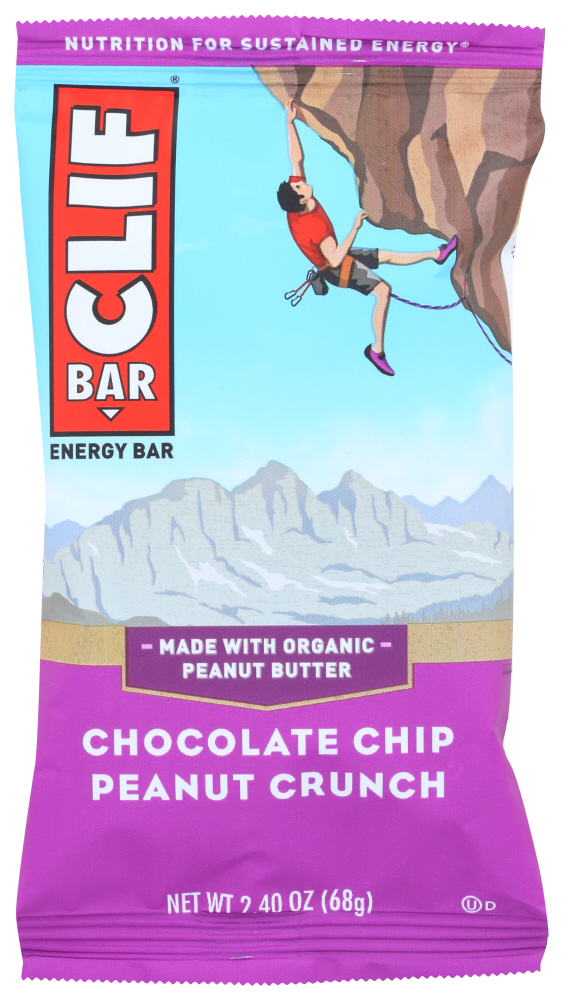 NUTRITION FOR SUSTAINED ENERGY®
CLIF®
BAR
ENERGY BAR
- MADE WITH ORGANIC -
PEANUT BUTTER
CHOCOLATE CHIP
PEANUT CRUNCH
NET WT 2.40 OZ (68g)
U D